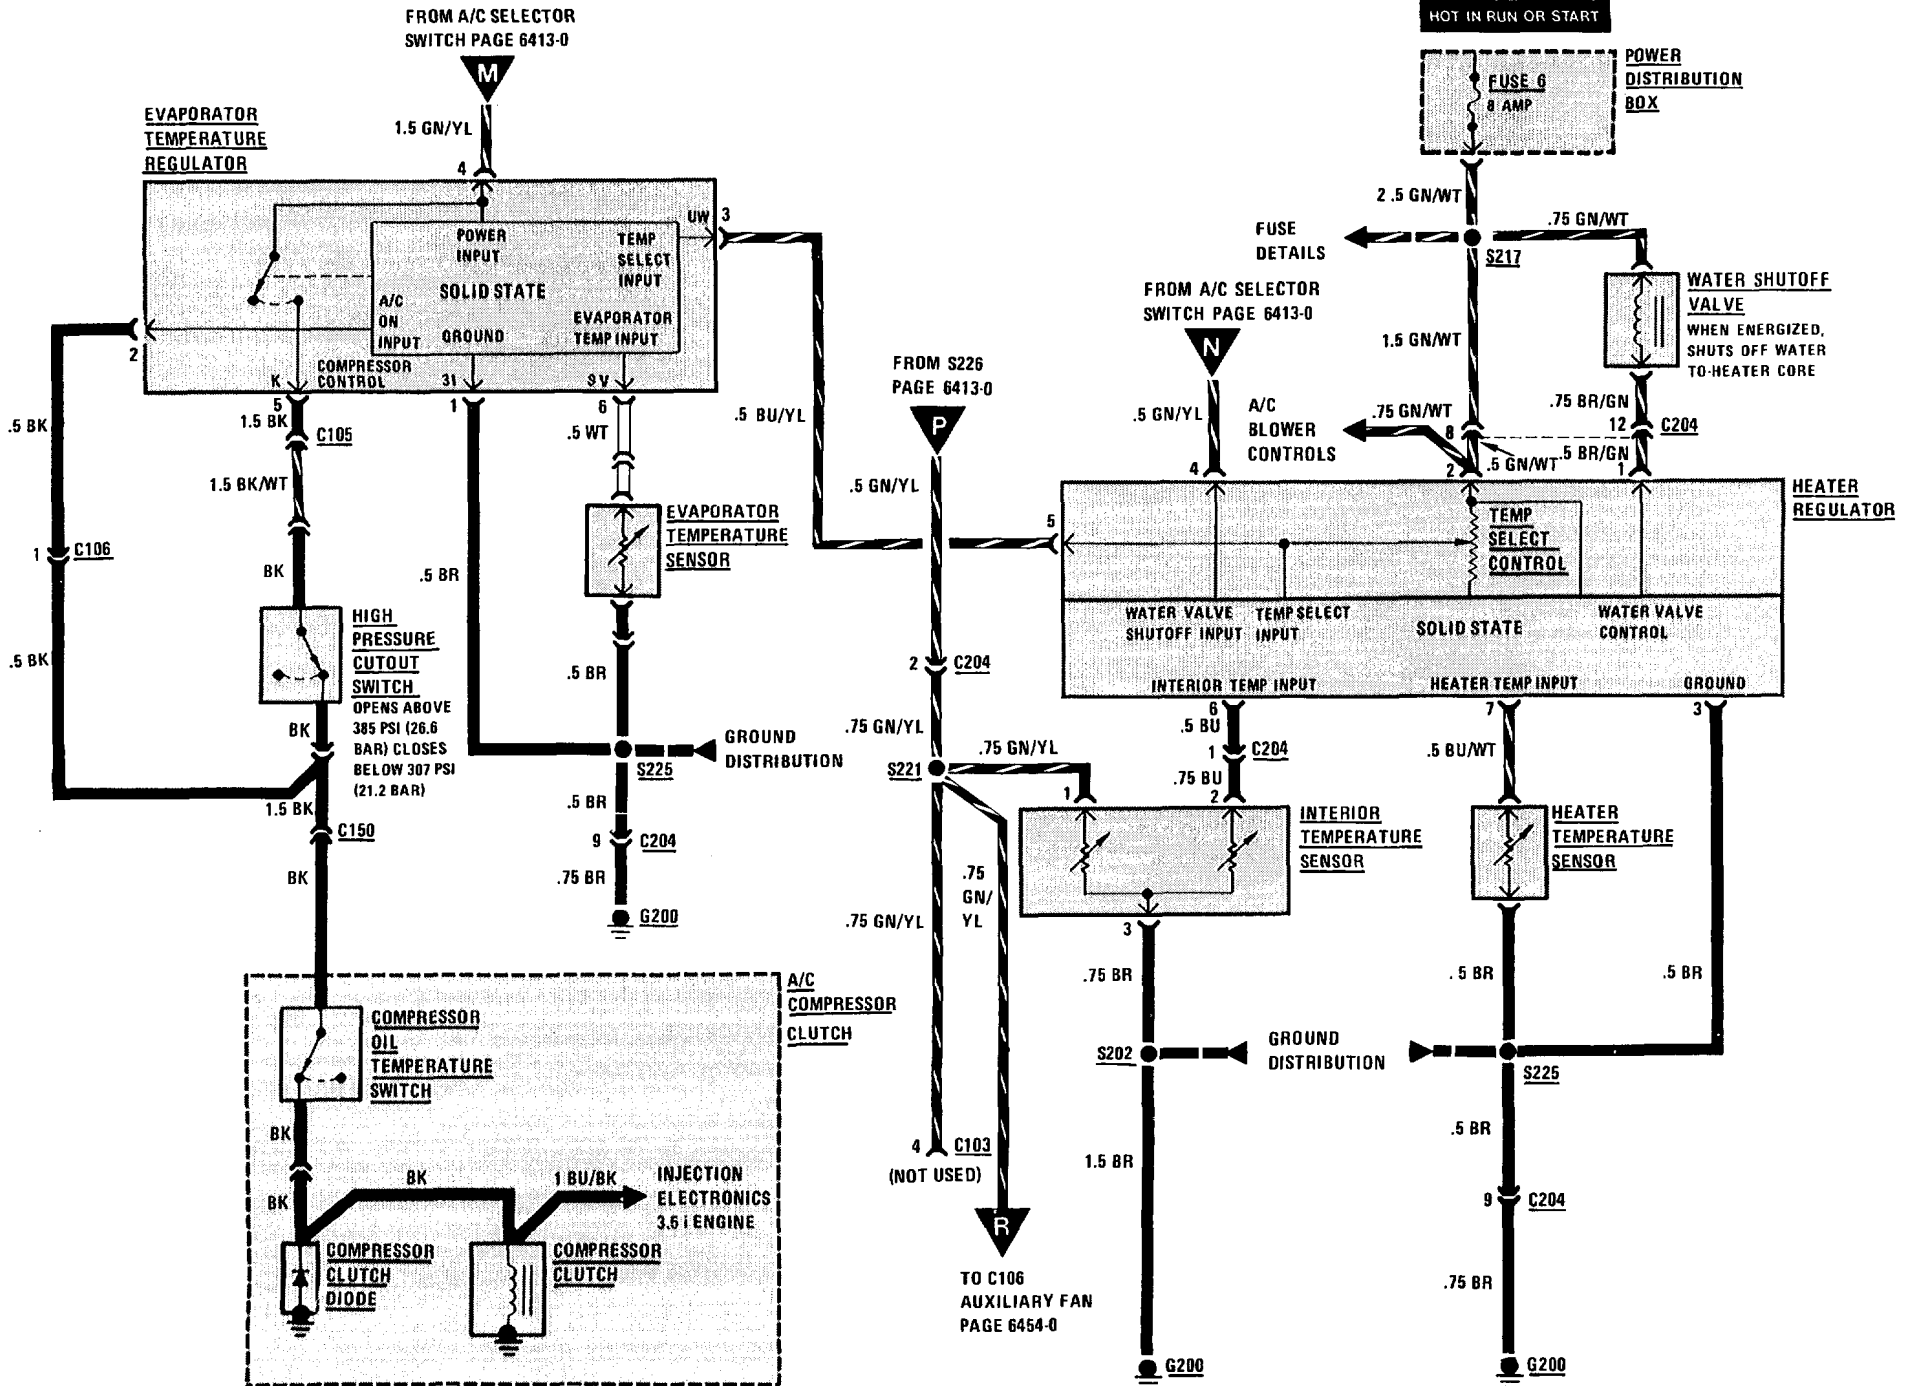 FROM A/C SELECTOR
SWITCH PAGE 6413-0
M
1.5 GN/YL
4
EVAPORATOR
TEMPERATURE
REGULATOR
POWER
INPUT
UW
3
TEMP
SELECT
INPUT
SOLID STATE
A/C
ON
INPUT
GROUND
EVAPORATOR
TEMP INPUT
COMPRESSOR
CONTROL
K
31
9V
2
5
1
6
.5 BK
1.5 BK
C105
.5 WT
.5 BU/YL
1.5 BK/WT
1
C106
BK
.5 BR
EVAPORATOR
TEMPERATURE
SENSOR
HIGH
PRESSURE
CUTOUT
SWITCH
OPENS ABOVE
385 PSI (26.6
BAR) CLOSES
BELOW 307 PSI
(21.2 BAR)
.5 BK
BK
.5 BR
GROUND
DISTRIBUTION
S225
1.5 BK
C150
.5 BR
9
C204
BK
.75 BR
G200
A/C
COMPRESSOR
CLUTCH
COMPRESSOR
OIL
TEMPERATURE
SWITCH
BK
BK
BK
1 BU/BK
INJECTION
ELECTRONICS
3.5 i ENGINE
COMPRESSOR
CLUTCH
DIODE
COMPRESSOR
CLUTCH
FROM S226
PAGE 6413-0
P
.5 GN/YL
2
C204
.75 GN/YL
.75 GN/YL
S221
.75 GN/YL
.75
GN/
YL
4
C103
(NOT USED)
R
TO C106
AUXILIARY FAN
PAGE 6454-0
HOT IN RUN OR START
POWER
DISTRIBUTION
BOX
FUSE 6
8 AMP
2.5 GN/WT
.75 GN/WT
FUSE
DETAILS
S217
FROM A/C SELECTOR
SWITCH PAGE 6413-0
N
WATER SHUTOFF
VALVE
WHEN ENERGIZED,
SHUTS OFF WATER
TO-HEATER CORE
1.5 GN/WT
.5 GN/YL
A/C
BLOWER
CONTROLS
.75 GN/WT
8
.75 BR/GN
12
C204
4
2
.5 GN/WT
.5 BR/GN
1
HEATER
REGULATOR
5
TEMP
SELECT
CONTROL
WATER VALVE
SHUTOFF INPUT
TEMP SELECT
INPUT
SOLID STATE
WATER VALVE
CONTROL
INTERIOR TEMP INPUT
HEATER TEMP INPUT
GROUND
6
7
3
.5 BU
1
C204
.75 BU
.5 BU/WT
1
2
INTERIOR
TEMPERATURE
SENSOR
HEATER
TEMPERATURE
SENSOR
3
.75 BR
.5 BR
.5 BR
S202
GROUND
DISTRIBUTION
S225
1.5 BR
.5 BR
9
C204
.75 BR
G200
G200